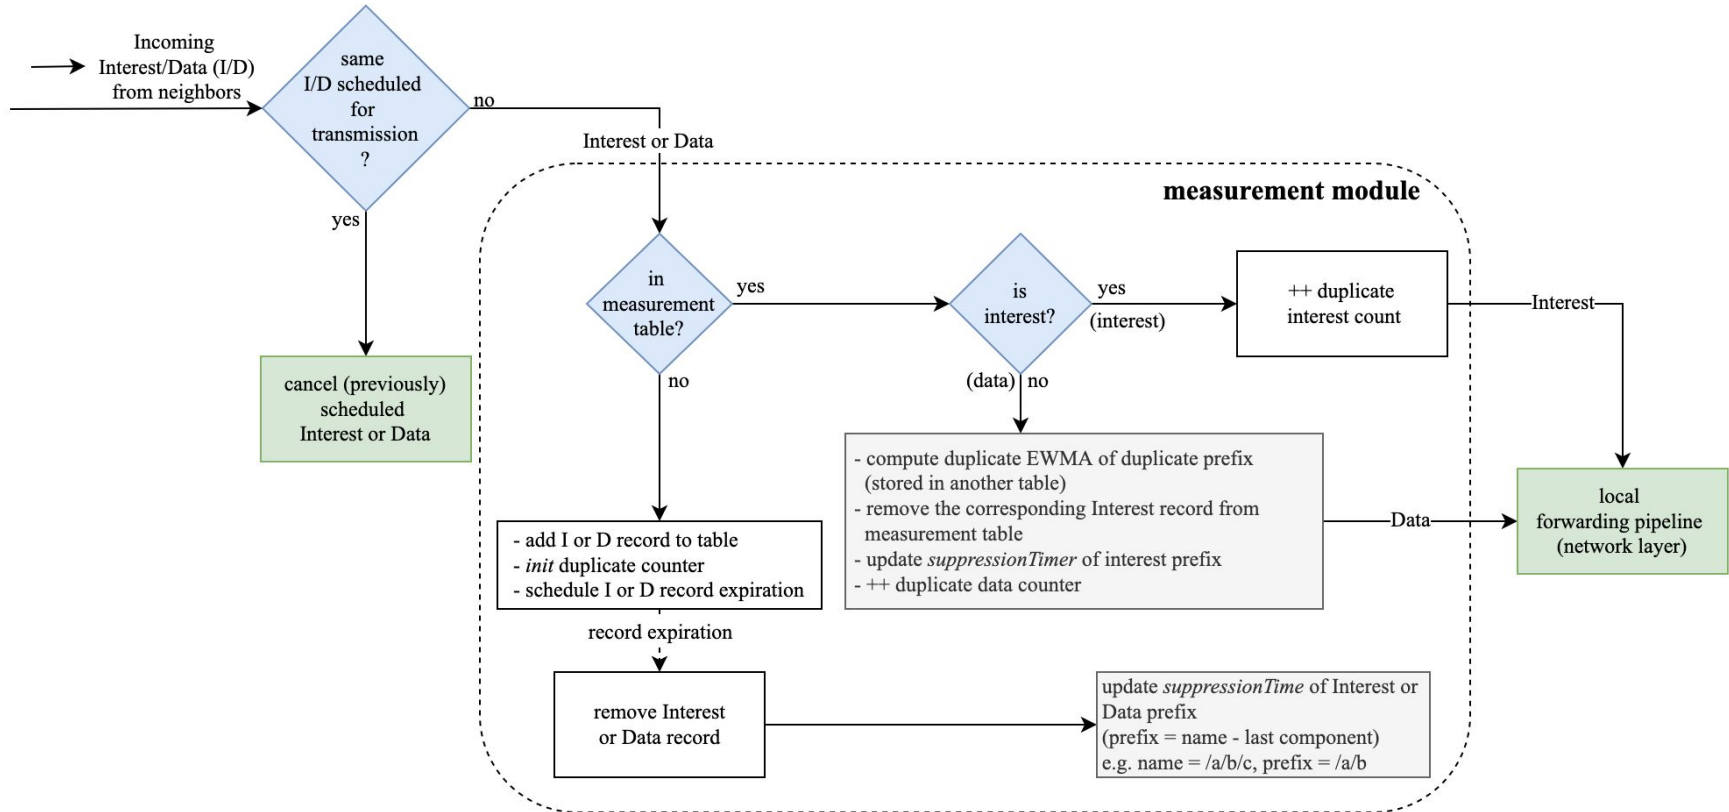 Incoming
Interest/Data (I/D)
from neighbors
same
I/D scheduled
for
transmission
?
no
yes
cancel (previously)
scheduled
Interest or Data
Interest or Data
measurement module
in
measurement
table?
yes
no
is
interest?
yes
(interest)
(data) no
++ duplicate
interest count
Interest
- compute duplicate EWMA of duplicate prefix
(stored in another table)
- remove the corresponding Interest record from
measurement table
- update suppressionTimer of interest prefix
- ++ duplicate data counter
Data
local
forwarding pipeline
(network layer)
- add I or D record to table
- init duplicate counter
- schedule I or D record expiration
record expiration
remove Interest
or Data record
update suppressionTime of Interest or
Data prefix
(prefix = name - last component)
e.g. name = /a/b/c, prefix = /a/b